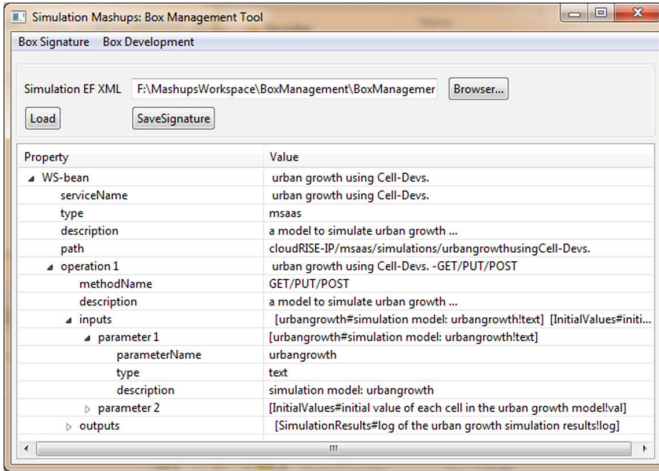 Simulation Mashups: Box Management Tool
Box Signature Box Development
Simulation EF XML F:\MashupsWorkspace\BoxManagement\BoxManagemer Browser...
Load SaveSignature
Property Value
WS-bean urban growth using Cell-Devs.
serviceName urban growth using Cell-Devs.
type msaas
description a model to simulate urban growth ...
path cloudRISE-IP/msaas/simulations/urbangrowthusingCell-Devs.
operation 1 urban growth using Cell-Devs. -GET/PUT/POST
methodName GET/PUT/POST
description a model to simulate urban growth ...
inputs [urbangrowth#simulation model: urbangrowth!text] [InitialValues#initi...
parameter 1 [urbangrowth#simulation model: urbangrowth!text]
parameterName urbangrowth
type text
description simulation model: urbangrowth
parameter 2 [InitialValues#initial value of each cell in the urban growth model!val]
outputs [SimulationResults#log of the urban growth simulation results!log]